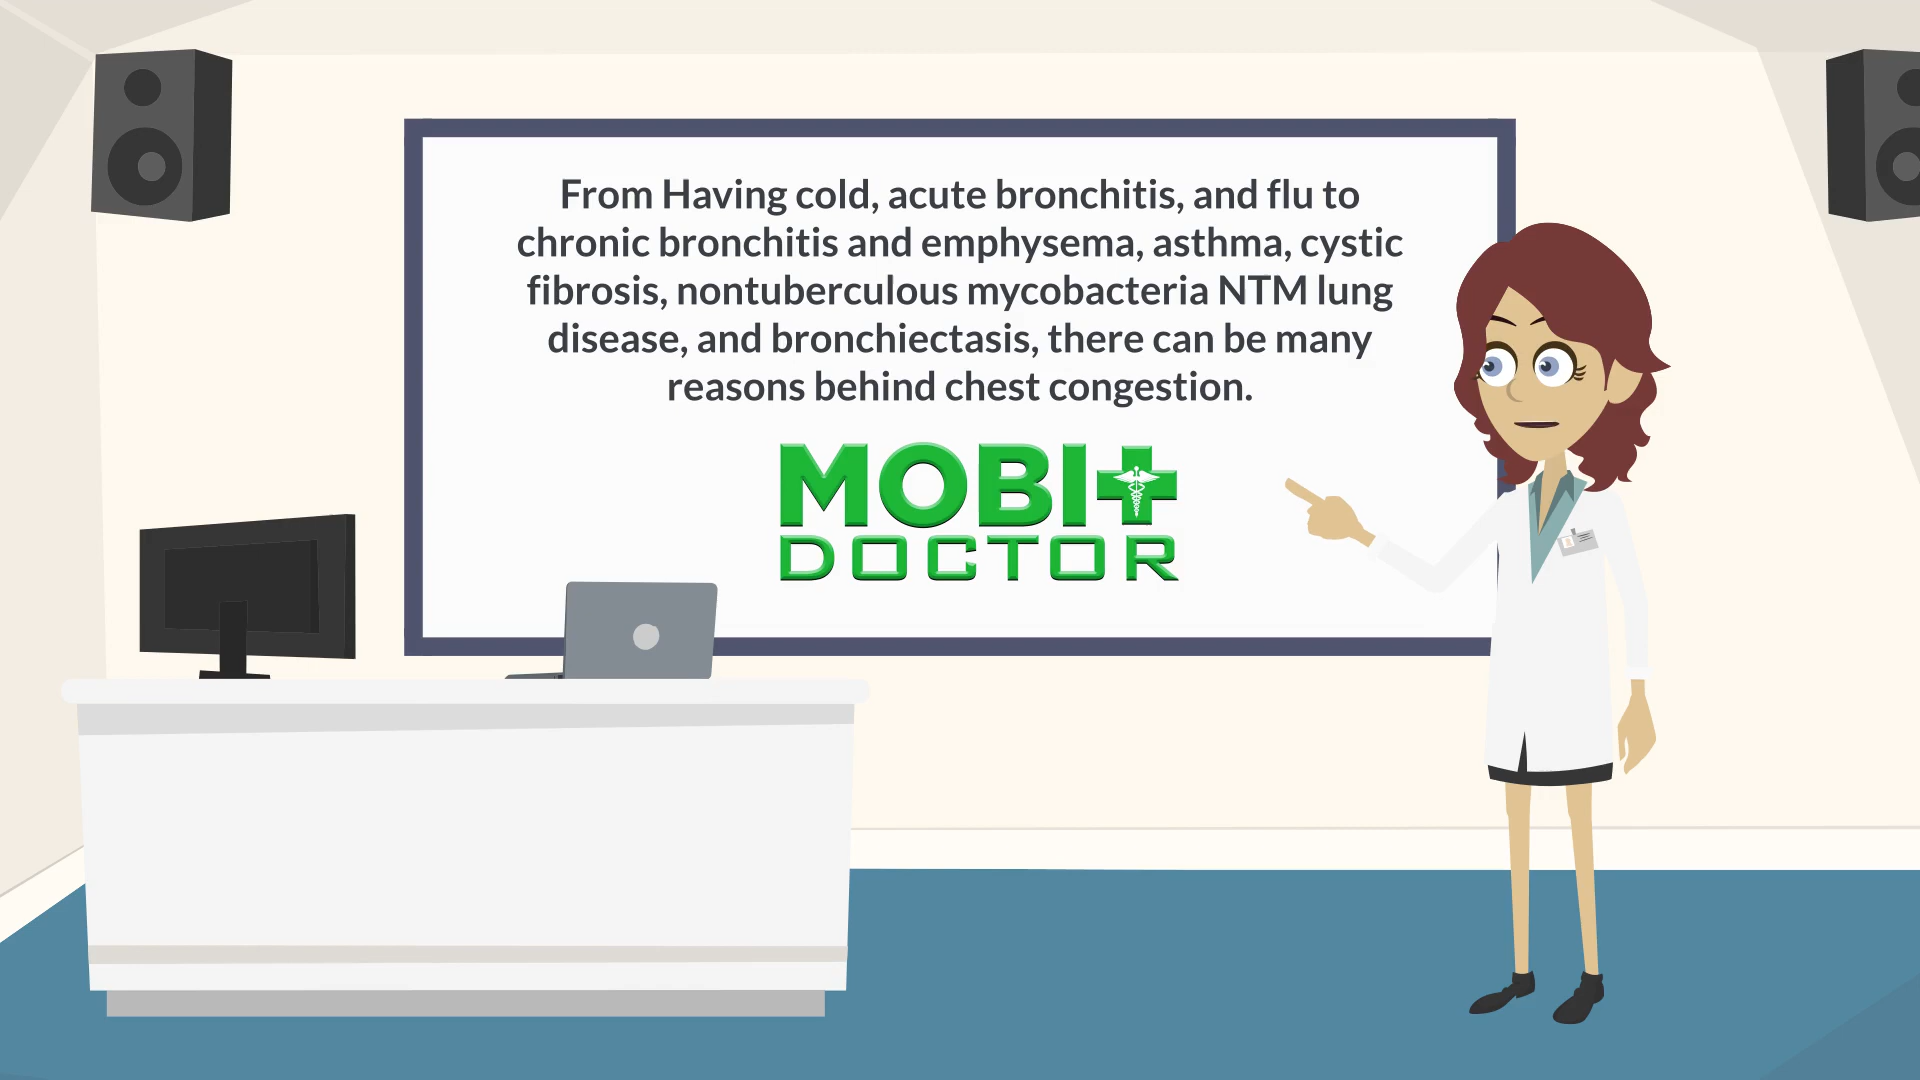 From Having cold, acute bronchitis, and flu to
chronic bronchitis and emphysema, asthma, cystic
fibrosis, nontuberculous mycobacteria NTM lung
disease, and bronchiectasis, there can be many
reasons behind chest congestion.
MOBI
DOCTOR